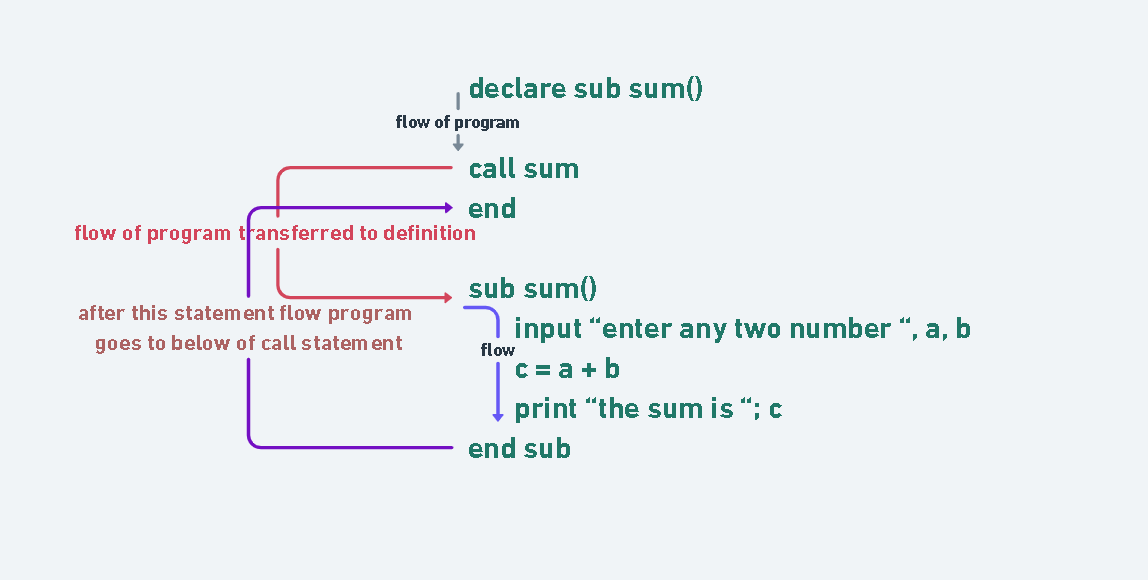 declare sub sum()
flow of program
call sum
end
flow of program transferred to definition
sub sum()
after this statement flow program
goes to below of call statement
input “enter any two number “, a, b
flow
c = a + b
print “the sum is “; c
end sub